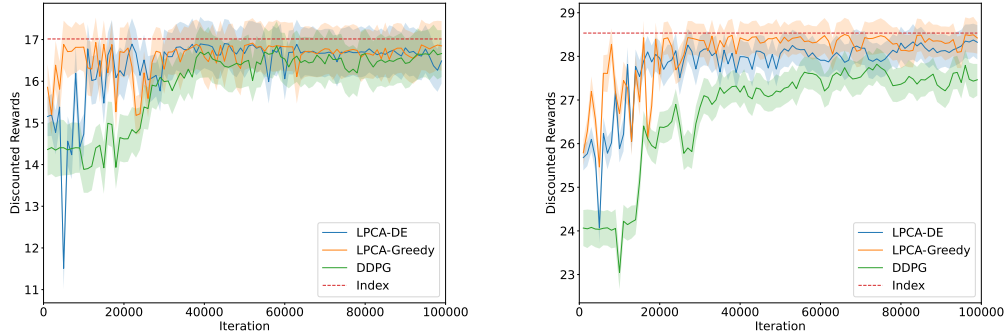 17
16
15
14
13
12
11
Discounted Rewards
0
20000
40000
60000
80000
100000
Iteration
LPCA-DE
LPCA-Greedy
DDPG
Index
29
28
27
26
25
24
23
Discounted Rewards
0
20000
40000
60000
80000
100000
Iteration
LPCA-DE
LPCA-Greedy
DDPG
Index